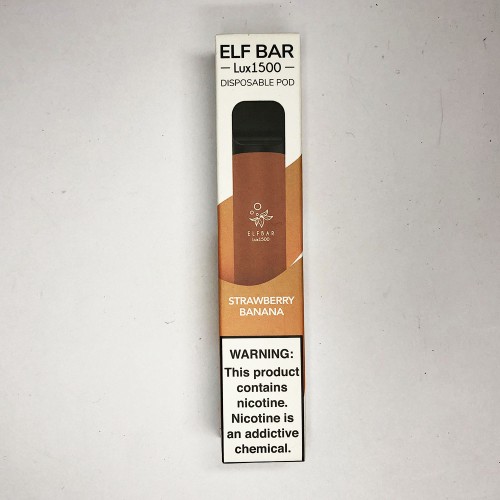 ELF BAR
Lux1500
DISPOSABLE POD
ELFBAR
lux1500
STRAWBERRY
BANANA
WARNING:
This product
contains
nicotine.
Nicotine is
an addictive
chemical.